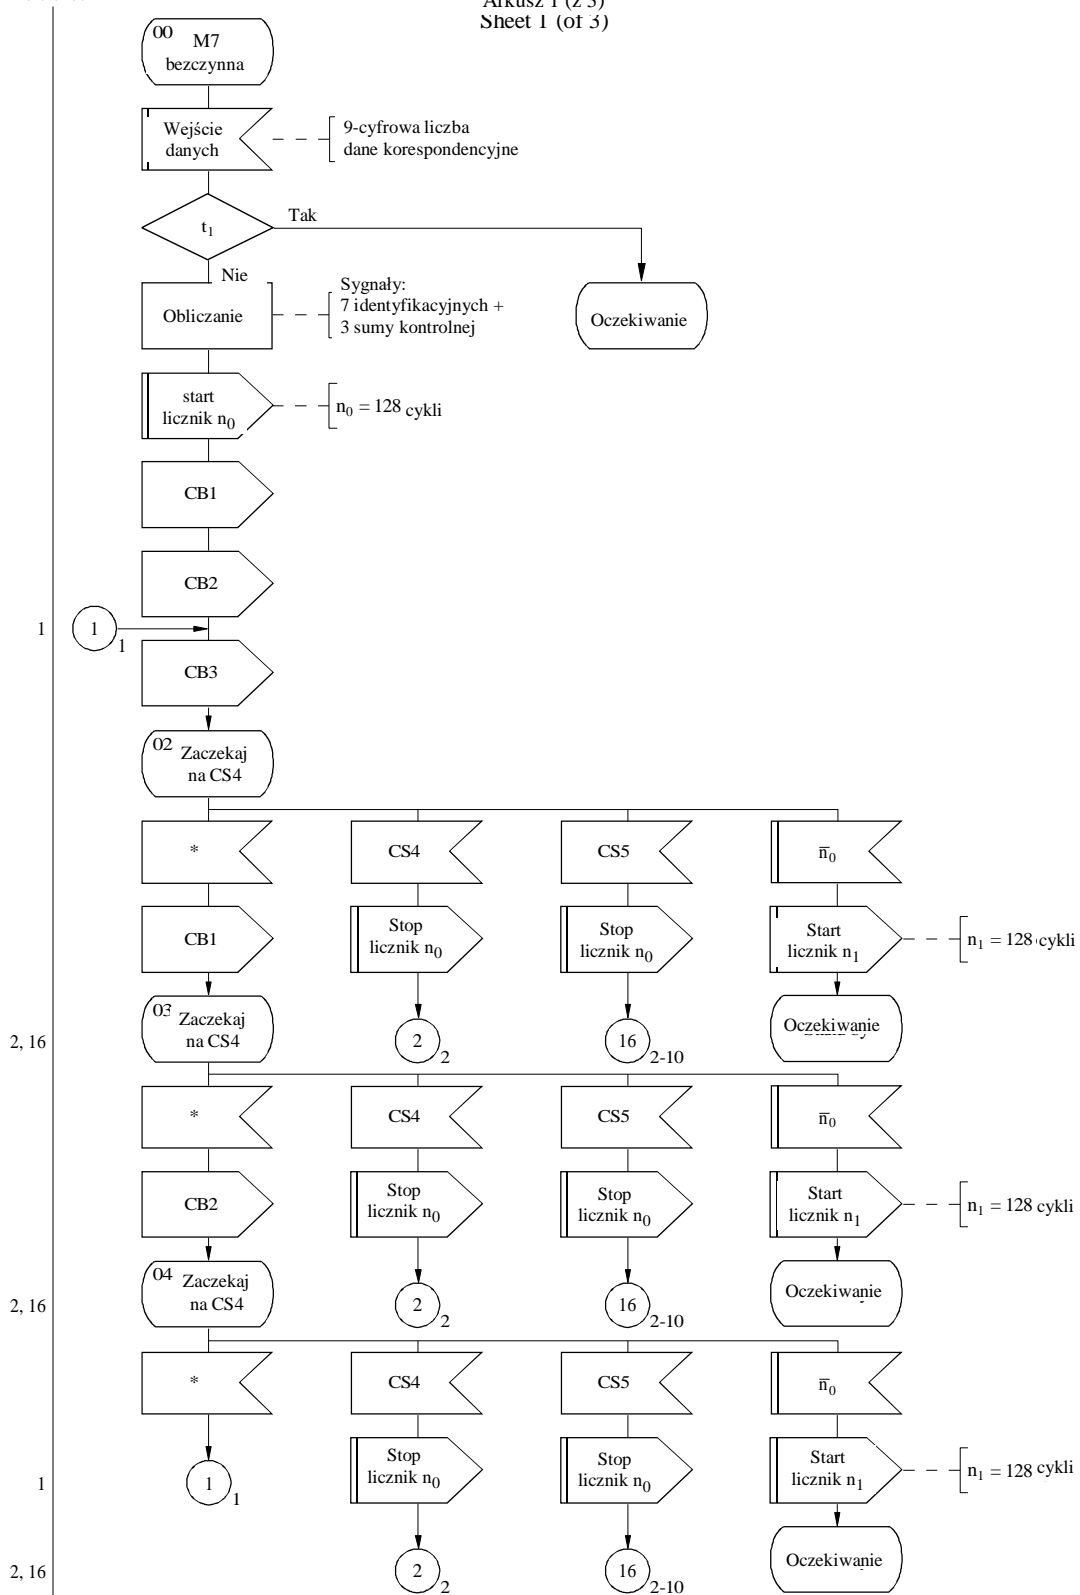 Arkusz 1 (z 3)
Sheet 1 (of 3)
00 M7
bezczynna
Wejście
danych
9-cyfrowa liczba
dane korespondencyjne
t1
Tak
Nie
Obliczanie
Sygnały:
7 identyfikacyjnych +
3 sumy kontrolnej
Oczekiwanie
start
licznik n0
n0 = 128 cykli
CB1
CB2
1 1 1
CB3
02 Zaczekaj
na CS4
* CS4 CS5 n̅0
CB1
Stop
licznik n0
Stop
licznik n0
Start
licznik n1
n1 = 128 cykli
03 Zaczekaj
na CS4
2, 16 2 2 16 2-10 Oczekiwanie
* CS4 CS5 n̅0
CB2
Stop
licznik n0
Stop
licznik n0
Start
licznik n1
n1 = 128 cykli
04 Zaczekaj
na CS4
2, 16 2 2 16 2-10 Oczekiwanie
* CS4 CS5 n̅0
1 1 1
Stop
licznik n0
Stop
licznik n0
Start
licznik n1
n1 = 128 cykli
2, 16 2 2 16 2-10 Oczekiwanie